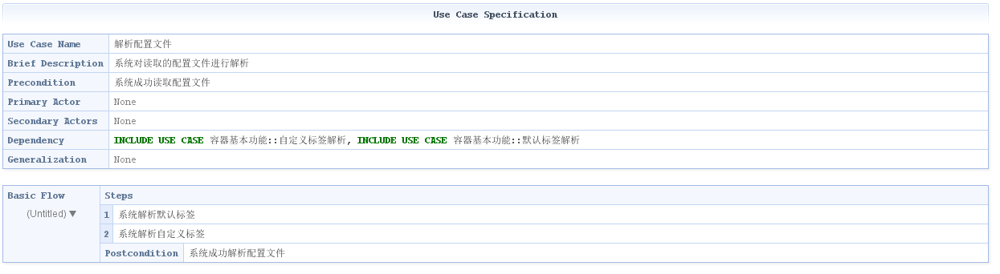 Use Case Specification
Use Case Name 解析配置文件
Brief Description 系统对读取的配置文件进行解析
Precondition 系统成功读取配置文件
Primary Actor None
Secondary Actors None
Dependency INCLUDE USE CASE 容器基本功能::自定义标签解析, INCLUDE USE CASE 容器基本功能::默认标签解析
Generalization None
Basic Flow Steps
(Untitled) ▼
1 系统解析默认标签
2 系统解析自定义标签
Postcondition 系统成功解析配置文件